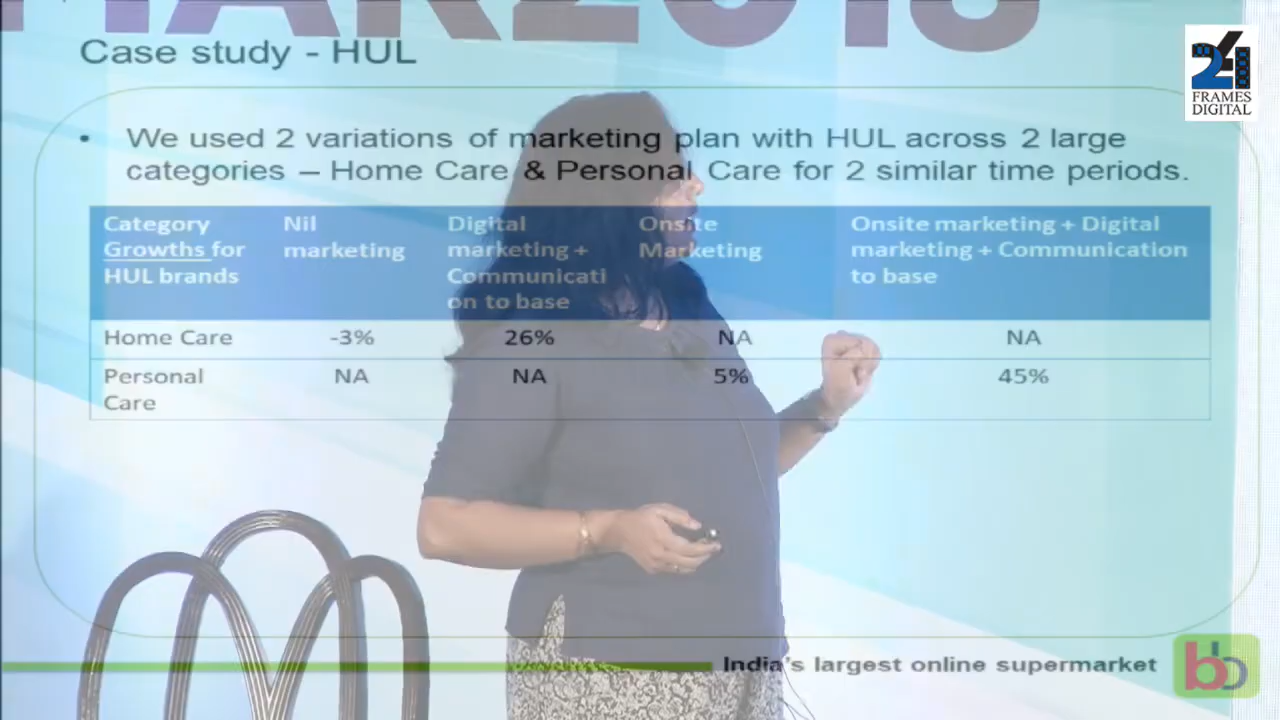 MAR2018
24
FRAMES
DIGITAL
Case study - HUL
• We used 2 variations of marketing plan with HUL across 2 large
categories – Home Care & Personal Care for 2 similar time periods.
Category Growths for HUL brands Nil marketing Digital marketing + Communication to base Onsite Marketing Onsite marketing + Digital marketing + Communication to base
Home Care -3% 26% NA NA
Personal Care NA NA 5% 45%
India's largest online supermarket
bb